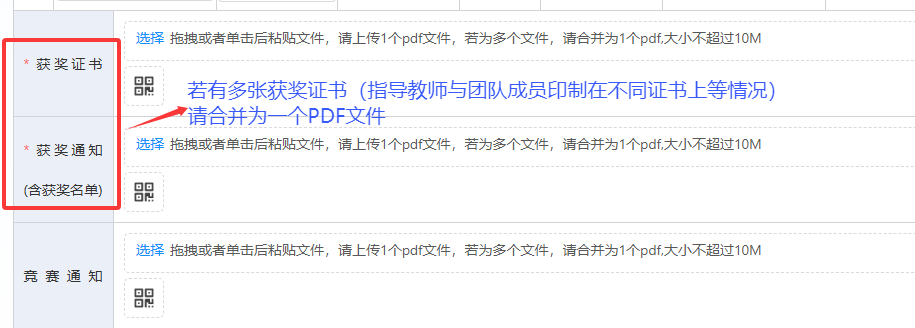 选择 拖拽或者单击后粘贴文件，请上传1个pdf文件，若为多个文件，请合并为1个pdf,大小不超过10M
* 获奖证书
若有多张获奖证书（指导教师与团队成员印制在不同证书上等情况）
请合并为一个PDF文件
选择 拖拽或者单击后粘贴文件，请上传1个pdf文件，若为多个文件，请合并为1个pdf,大小不超过10M
* 获奖通知
(含获奖名单)
选择 拖拽或者单击后粘贴文件，请上传1个pdf文件，若为多个文件，请合并为1个pdf,大小不超过10M
竞赛通知